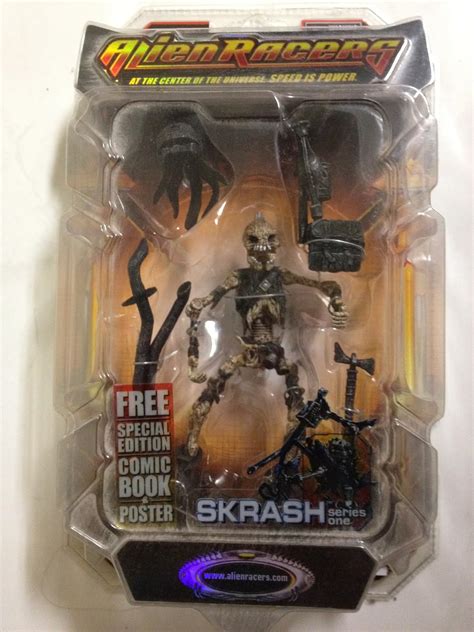 AlienRacers
AT THE CENTER OF THE UNIVERSE, SPEED IS POWER.
FREE
SPECIAL
EDITION
COMIC
BOOK
&
POSTER
SKRASH series
one
www.alienracers.com